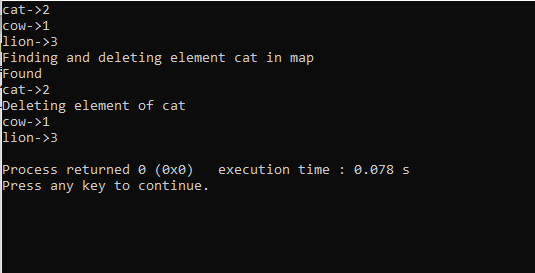 cat->2
cow->1
lion->3
Finding and deleting element cat in map
Found
cat->2
Deleting element of cat
cow->1
lion->3
Process returned 0 (0x0)   execution time : 0.078 s
Press any key to continue.